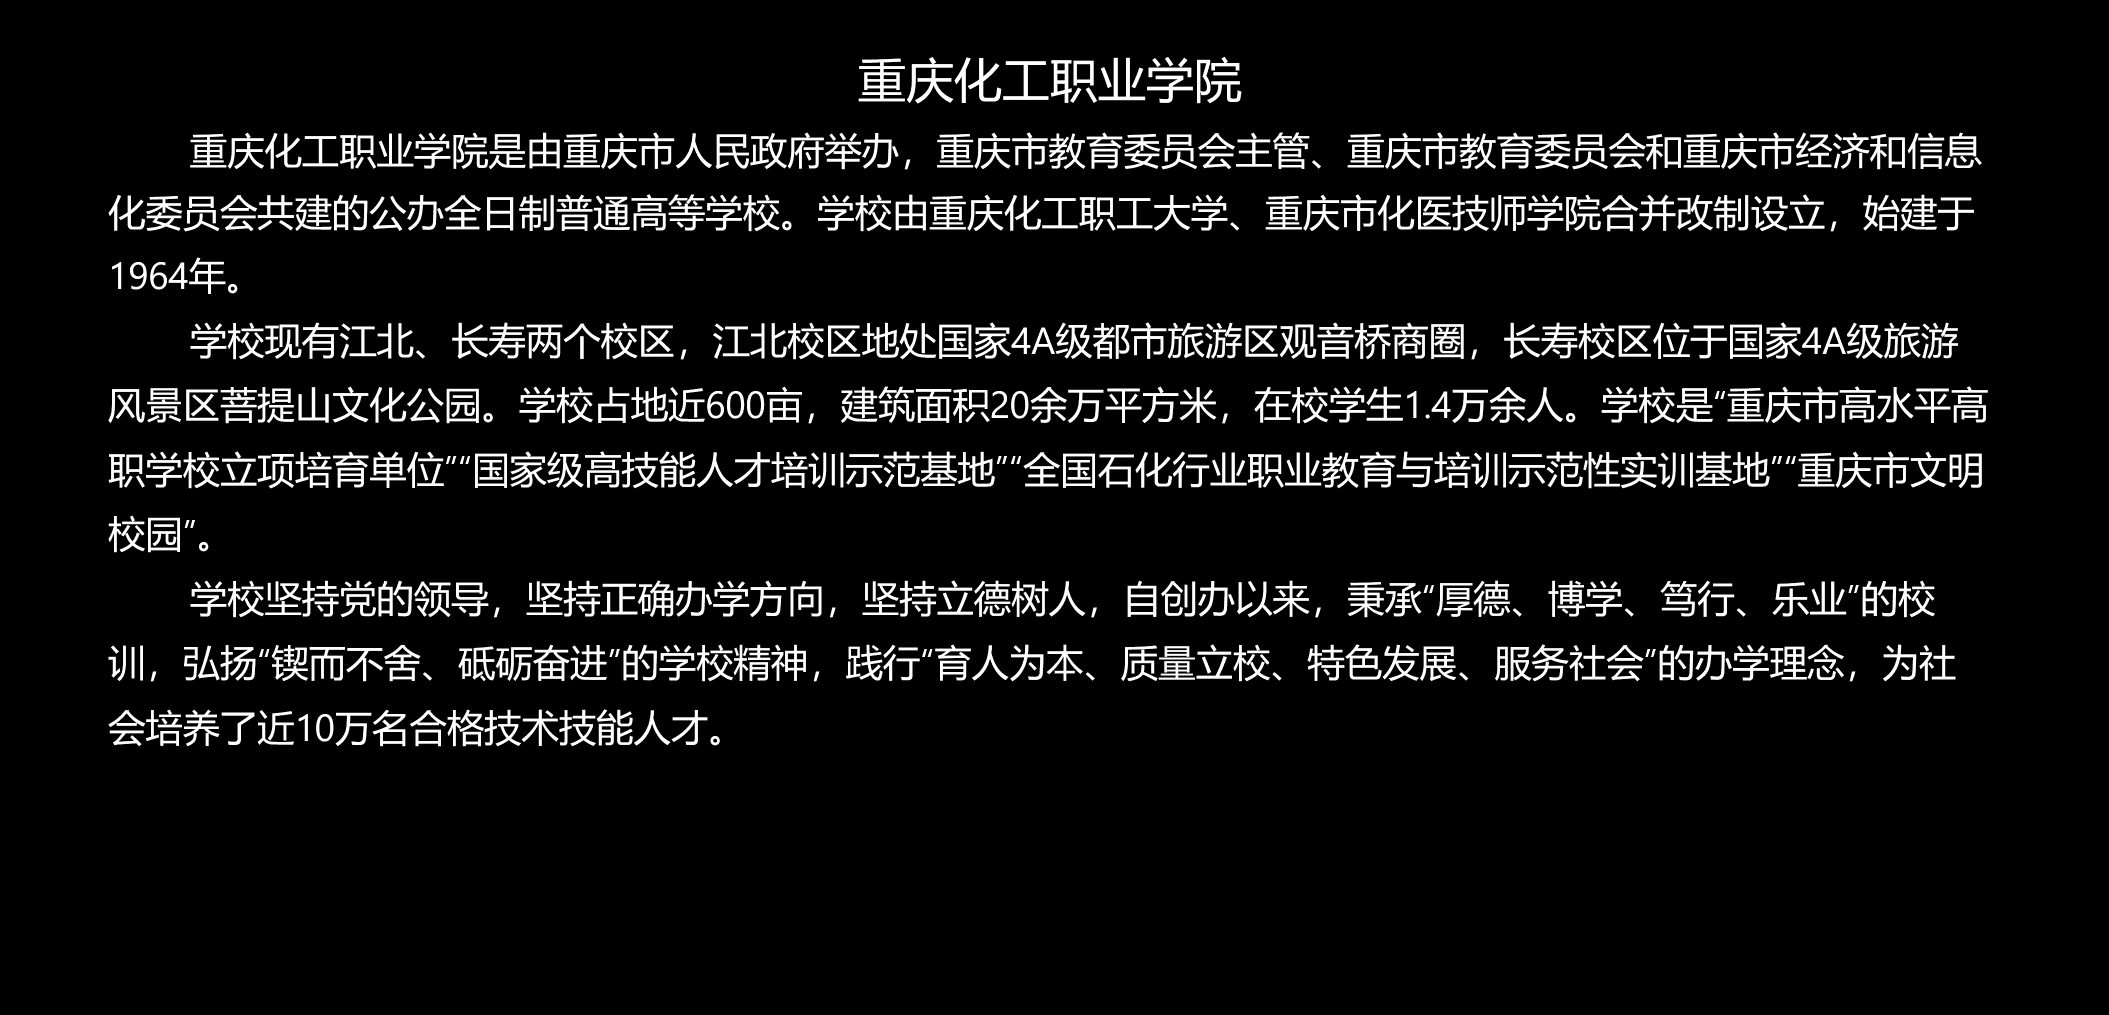 重庆化工职业学院
重庆化工职业学院是由重庆市人民政府举办，重庆市教育委员会主管、重庆市教育委员会和重庆市经济和信息
化委员会共建的公办全日制普通高等学校。学校由重庆化工职工大学、重庆市化医技师学院合并改制设立，始建于
1964年。
学校现有江北、长寿两个校区，江北校区地处国家4A级都市旅游区观音桥商圈，长寿校区位于国家4A级旅游
风景区菩提山文化公园。学校占地近600亩，建筑面积20余万平方米，在校学生1.4万余人。学校是“重庆市高水平高
职学校立项培育单位”“国家级高技能人才培训示范基地”“全国石化行业职业教育与培训示范性实训基地”“重庆市文明
校园”。
学校坚持党的领导，坚持正确办学方向，坚持立德树人，自创办以来，秉承“厚德、博学、笃行、乐业”的校
训，弘扬“锲而不舍、砥砺奋进”的学校精神，践行“育人为本、质量立校、特色发展、服务社会”的办学理念，为社
会培养了近10万名合格技术技能人才。